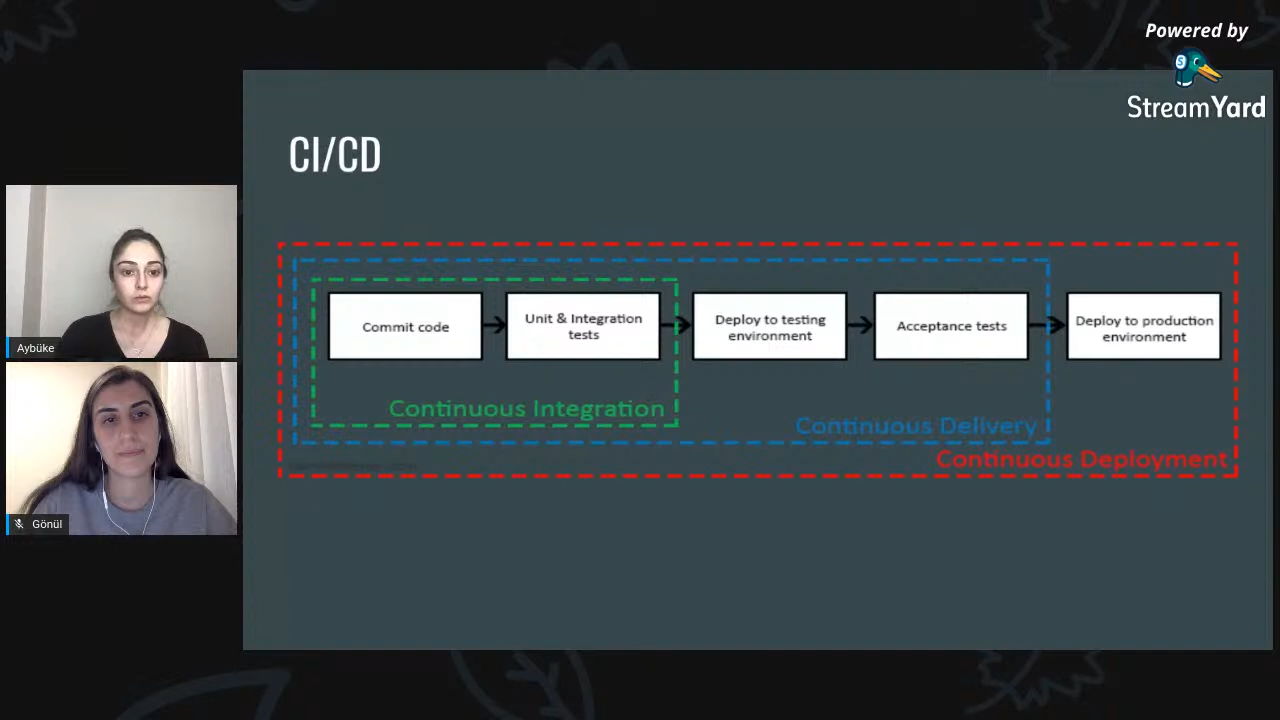 Powered by
StreamYard
CI/CD
Commit code
Unit & Integration
tests
Deploy to testing
environment
Acceptance tests
Deploy to production
environment
Continuous Integration
Continuous Delivery
Continuous Deployment
Aybüke
Gönül